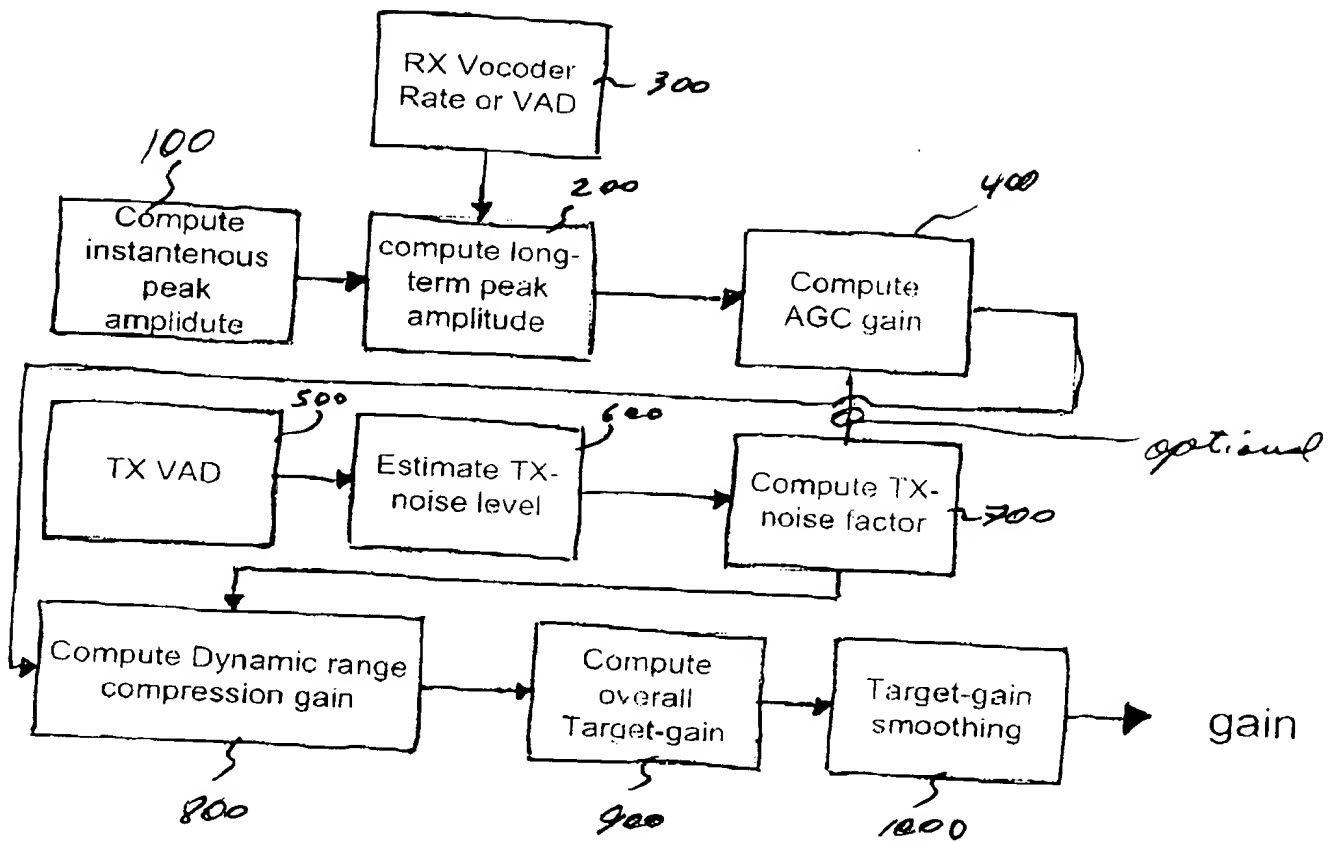 RX Vocoder
Rate or VAD
300
100
Compute
instantenous
peak
amplidute
200
compute long-
term peak
amplitude
400
Compute
AGC gain
500
TX VAD
600
Estimate TX-
noise level
Compute TX-
noise factor
700
optional
Compute Dynamic range
compression gain
800
Compute
overall
Target-gain
900
Target-gain
smoothing
1000
gain